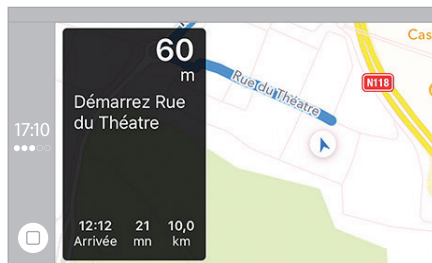 60
m
Démarrez Rue
du Théatre
12:12 21 10,0
Arrivée mn km
17:10
Rue du Théatre
N118
Cas